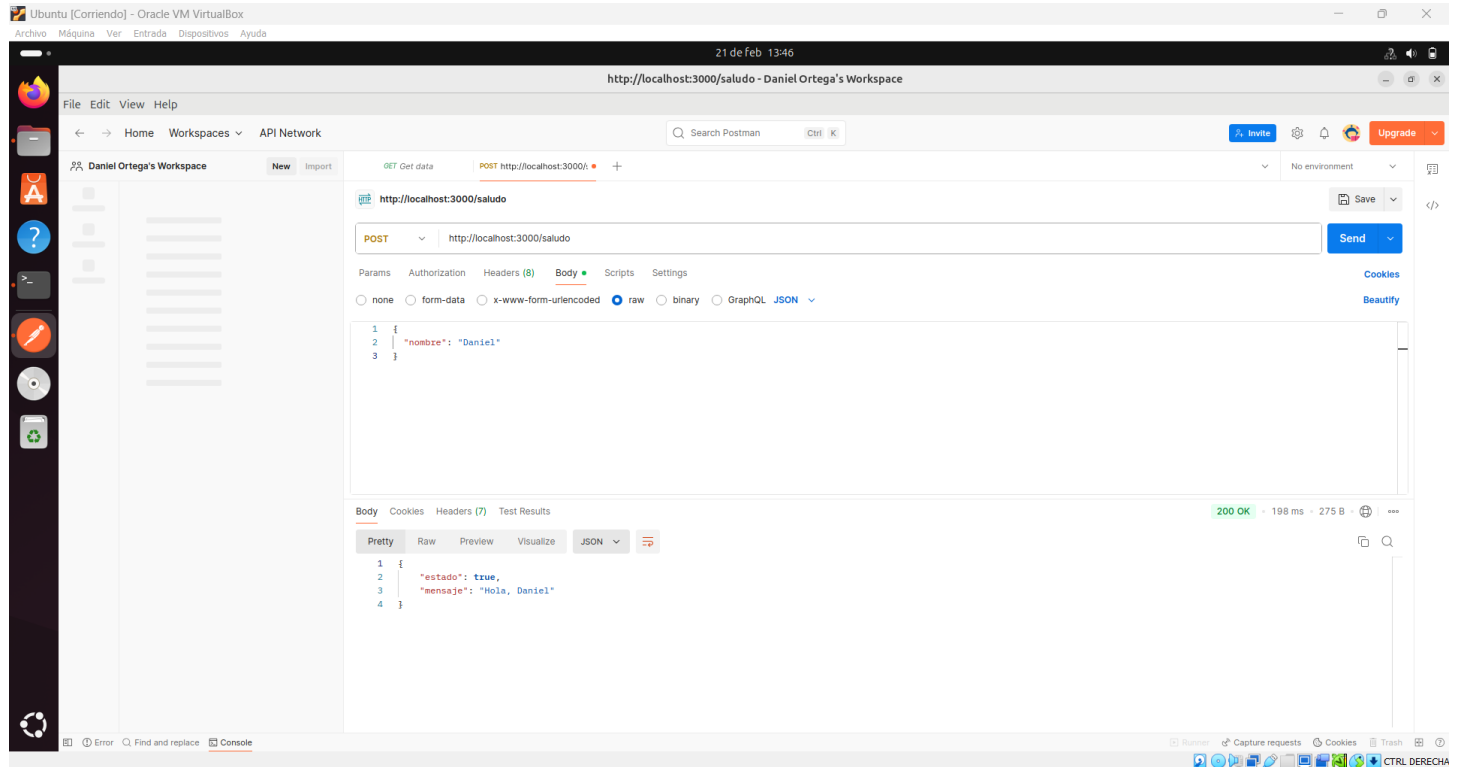 Ubuntu [Corriendo] - Oracle VM VirtualBox
Archivo Máquina Ver Entrada Dispositivos Ayuda
21 de feb 13:46
http://localhost:3000/saludo - Daniel Ortega's Workspace
File Edit View Help
Home Workspaces API Network Search Postman Ctrl K Invite Upgrade
Daniel Ortega's Workspace New Import GET Get data POST http://localhost:3000/s No environment
HTTP http://localhost:3000/saludo Save
POST http://localhost:3000/saludo Send
Params Authorization Headers (8) Body Scripts Settings Cookies
none form-data x-www-form-urlencoded raw binary GraphQL JSON Beautify
1 {
2 "nombre": "Daniel"
3 }
Body Cookies Headers (7) Test Results 200 OK 198 ms 275 B
Pretty Raw Preview Visualize JSON
1 {
2 "estado": true,
3 "mensaje": "Hola, Daniel"
4 }
Error Find and replace Console Runner Capture requests Cookies Trash
CTRL DERECHA